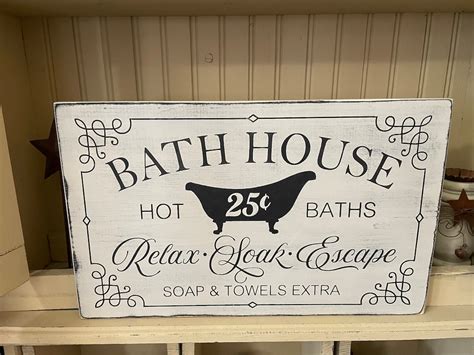 BATH HOUSE
HOT 25¢ BATHS
Relax · Soak · Escape
SOAP & TOWELS EXTRA